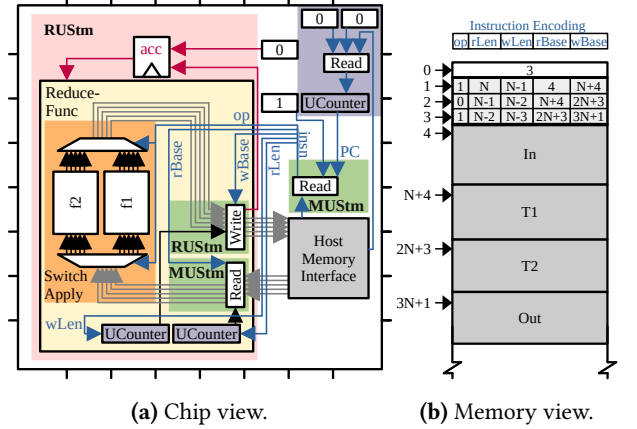 RUStm
acc
0
0
0
Read
1
UCounter
Reduce-
Func
op
rBase
wBase
rLen
insn
PC
Read
MUStm
f2
f1
Write
RUStm
MUStm
Read
Host
Memory
Interface
Switch
Apply
wLen
UCounter
UCounter
(a) Chip view.
Instruction Encoding
op rLen wLen rBase wBase
0 3
1 1 N N-1 4 N+4
2 0 N-1 N-2 N+4 2N+3
3 1 N-2 N-3 2N+3 3N+1
4
In
N+4
T1
2N+3
T2
3N+1
Out
(b) Memory view.